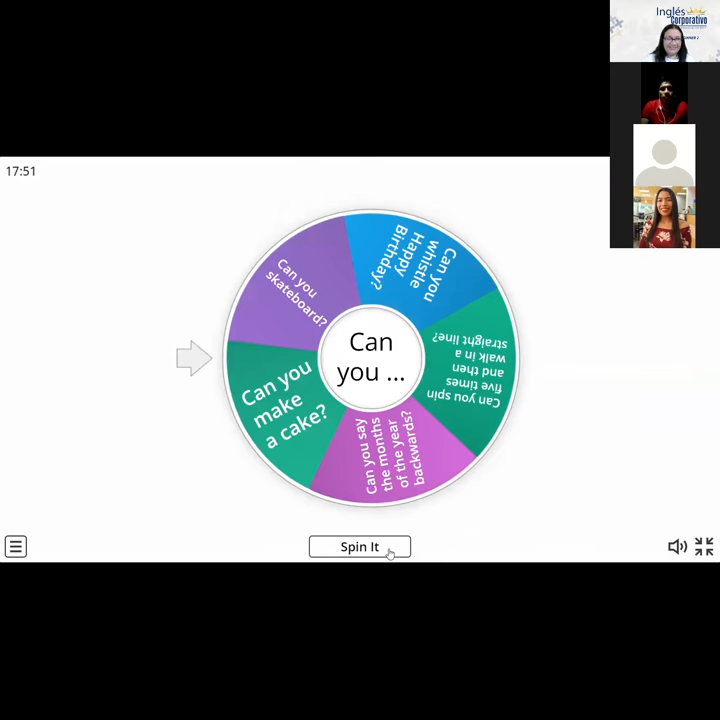 Inglés
Corporativo
17:51
Can you
whistle
Happy
Birthday?
Can you
skateboard?
Can you spin
five times
and then
walk in a
straight line?
Can
you ...
Can you
make
a cake?
Can you say
the months
of the year
backwards?
Spin It